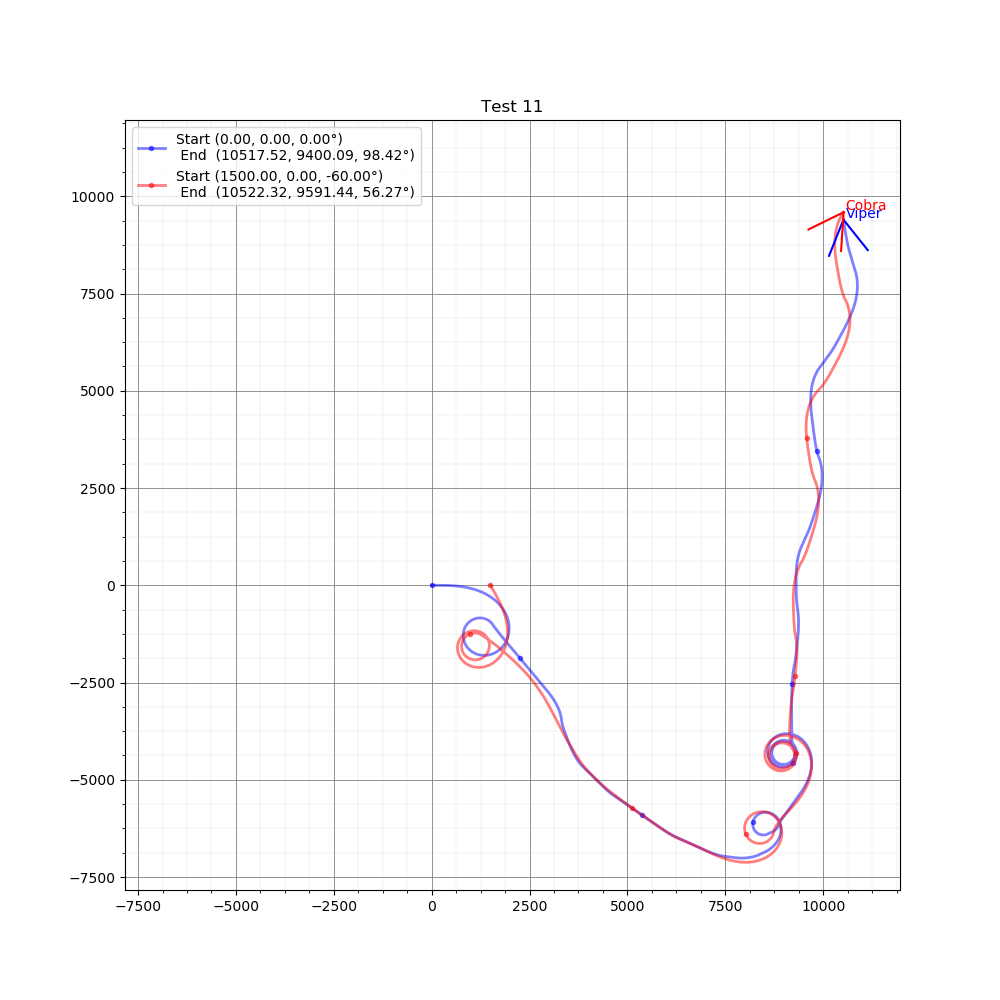 Test 11
Start (0.00, 0.00, 0.00°)
End (10517.52, 9400.09, 98.42°)
Start (1500.00, 0.00, -60.00°)
End (10522.32, 9591.44, 56.27°)
Cobra
Viper
10000
7500
5000
2500
0
−2500
−5000
−7500
−7500 −5000 −2500 0 2500 5000 7500 10000